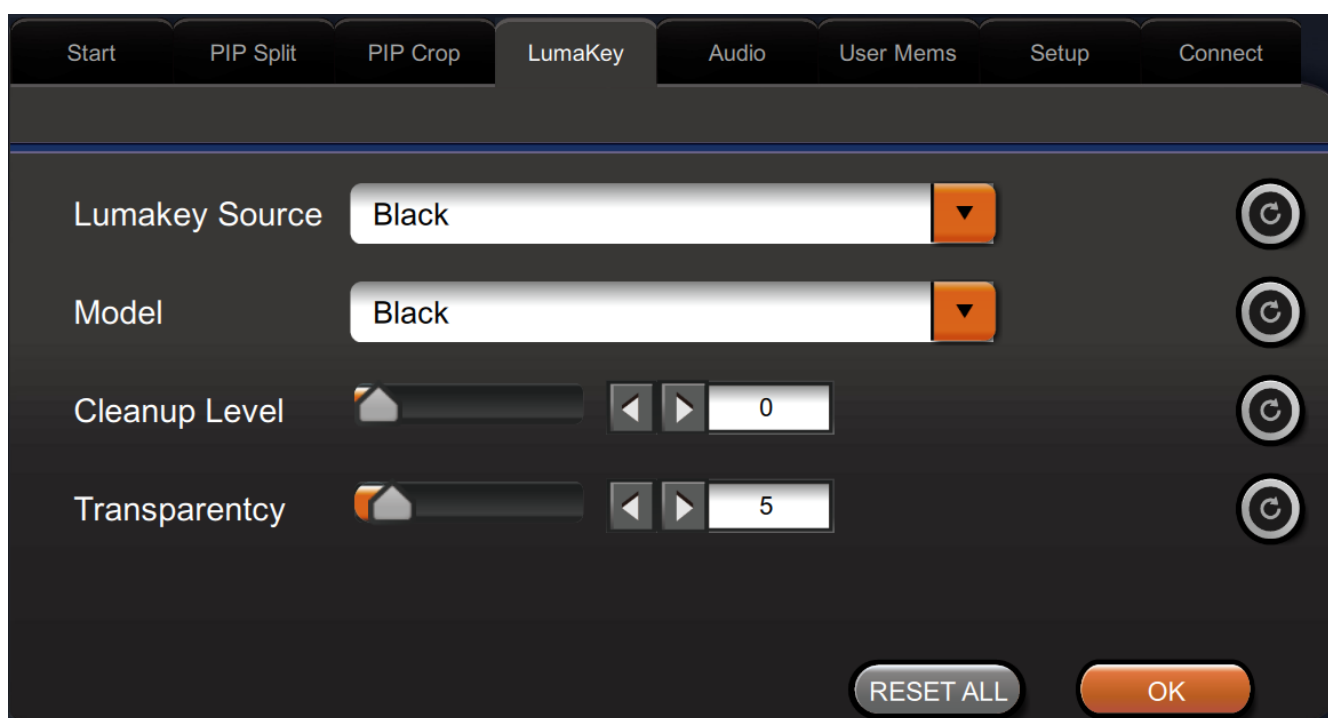 Start PIP Split PIP Crop LumaKey Audio User Mems Setup Connect
Lumakey Source Black
Model Black
Cleanup Level 0
Transparentcy 5
RESET ALL OK